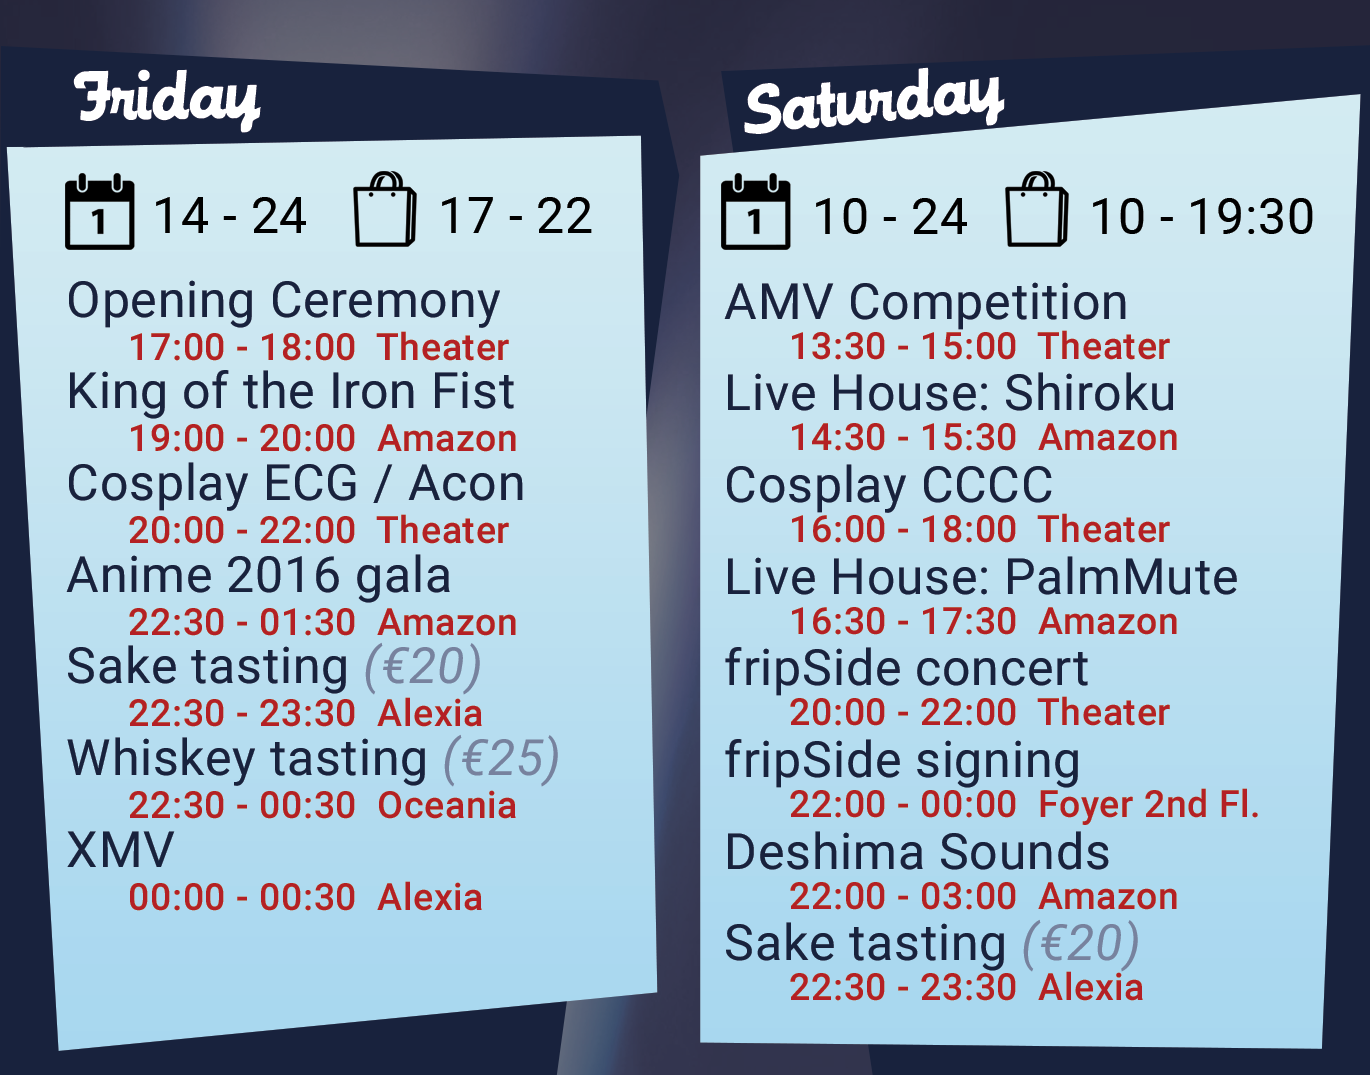 Friday
1 14 - 24 17 - 22
Opening Ceremony
17:00 - 18:00 Theater
King of the Iron Fist
19:00 - 20:00 Amazon
Cosplay ECG / Acon
20:00 - 22:00 Theater
Anime 2016 gala
22:30 - 01:30 Amazon
Sake tasting (€20)
22:30 - 23:30 Alexia
Whiskey tasting (€25)
22:30 - 00:30 Oceania
XMV
00:00 - 00:30 Alexia
Saturday
1 10 - 24 10 - 19:30
AMV Competition
13:30 - 15:00 Theater
Live House: Shiroku
14:30 - 15:30 Amazon
Cosplay CCCC
16:00 - 18:00 Theater
Live House: PalmMute
16:30 - 17:30 Amazon
fripSide concert
20:00 - 22:00 Theater
fripSide signing
22:00 - 00:00 Foyer 2nd Fl.
Deshima Sounds
22:00 - 03:00 Amazon
Sake tasting (€20)
22:30 - 23:30 Alexia